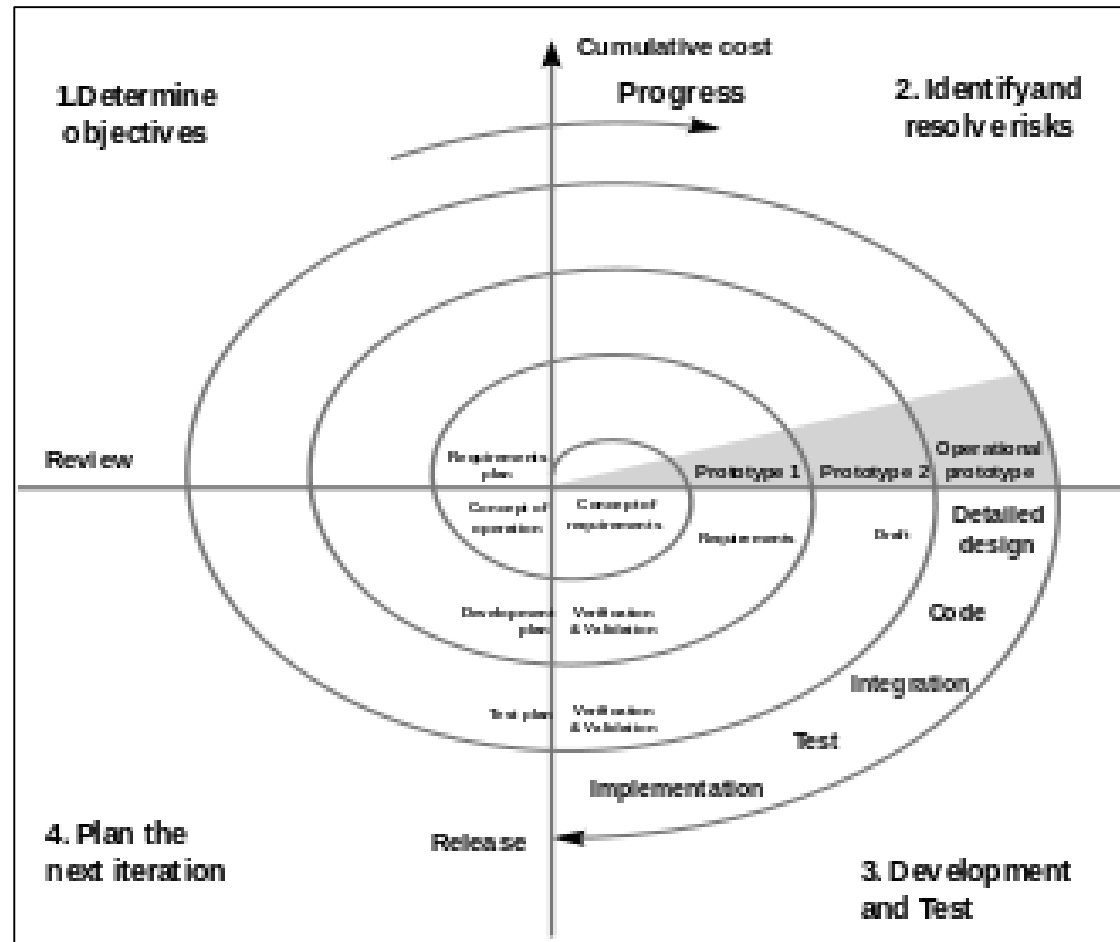 Cumulative cost
Progress
1.Determine
objectives
2. Identify and
resolve risks
Review
Requirements
plan
Prototype 1
Prototype 2
Operational
prototype
Concept of
operation
Concept of
requirements
Requirements
Draft
Detailed
design
Development
plan
Verification
& Validation
Code
Integration
Test plan
Verification
& Validation
Test
Implementation
4. Plan the
next iteration
Release
3. Development
and Test